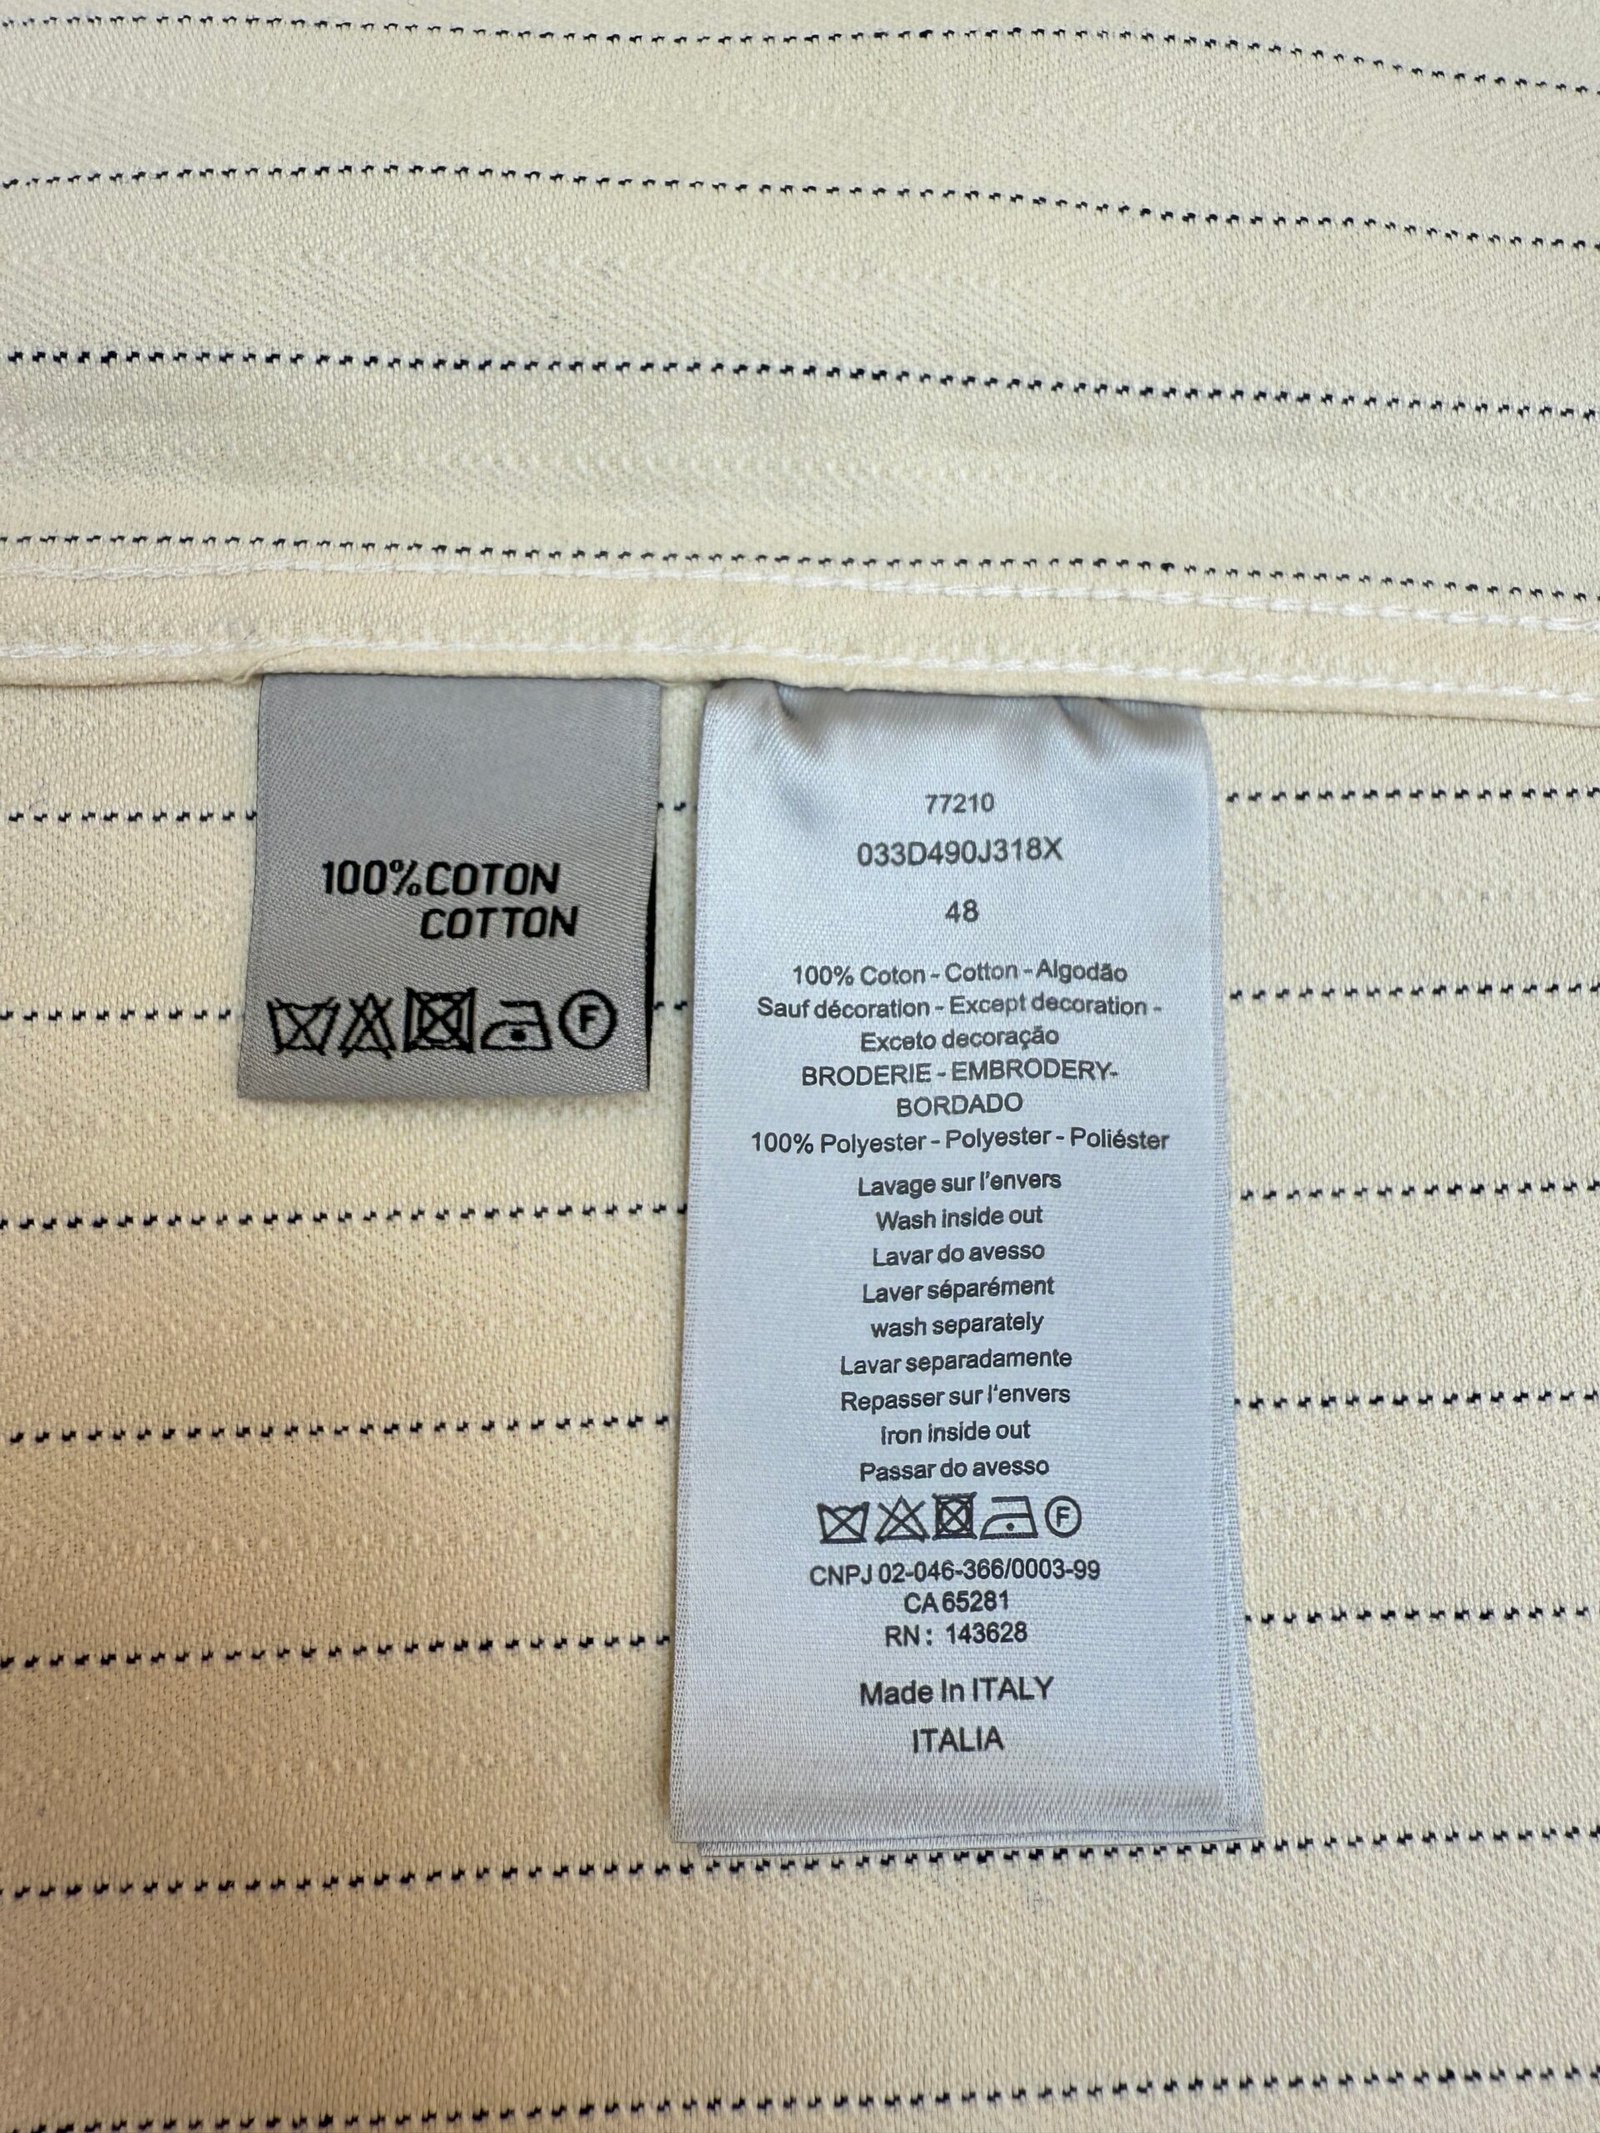 100%COTON
COTTON
F
77210
033D490J318X
48
100% Coton - Cotton - Algodão
Sauf décoration - Except decoration -
Exceto decoração
BRODERIE - EMBRODERY-
BORDADO
100% Polyester - Polyester - Poliéster
Lavage sur l'envers
Wash inside out
Lavar do avesso
Laver séparément
wash separately
Lavar separadamente
Repasser sur l'envers
Iron inside out
Passar do avesso
F
CNPJ 02-046-366/0003-99
CA 65281
RN: 143628
Made In ITALY
ITALIA